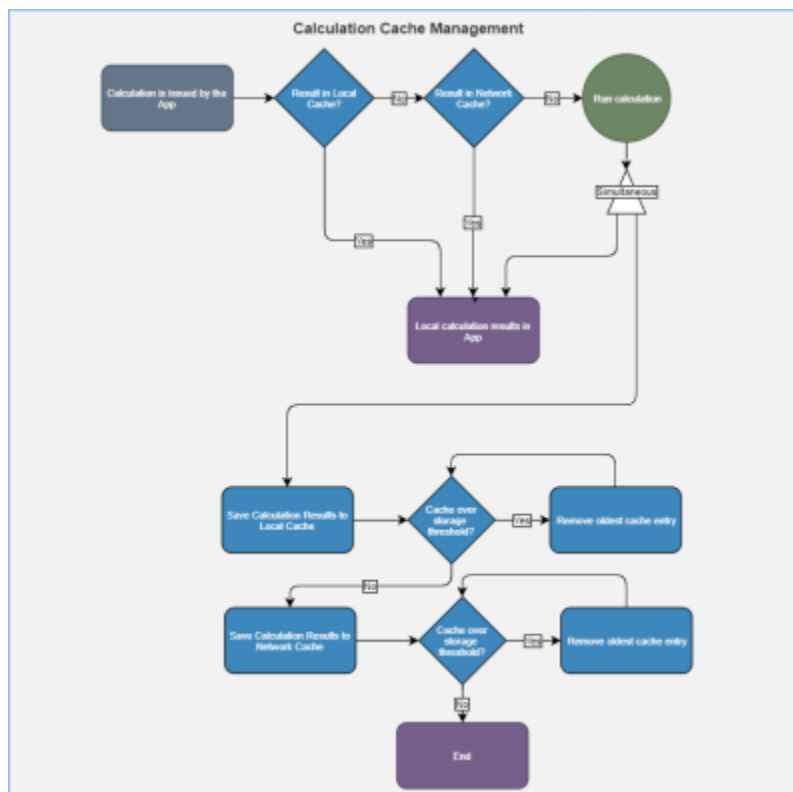 Calculation Cache Management
Calculation is issued by the
App
Result in Local
Cache?
No
Result in Network
Cache?
No
Run calculation
Simultaneous
Yes
Yes
Local calculation results in
App
Save Calculation Results to
Local Cache
Cache over
storage
threshold?
Yes
Remove oldest cache entry
No
Save Calculation Results to
Network Cache
Cache over
storage
threshold?
Yes
Remove oldest cache entry
No
End